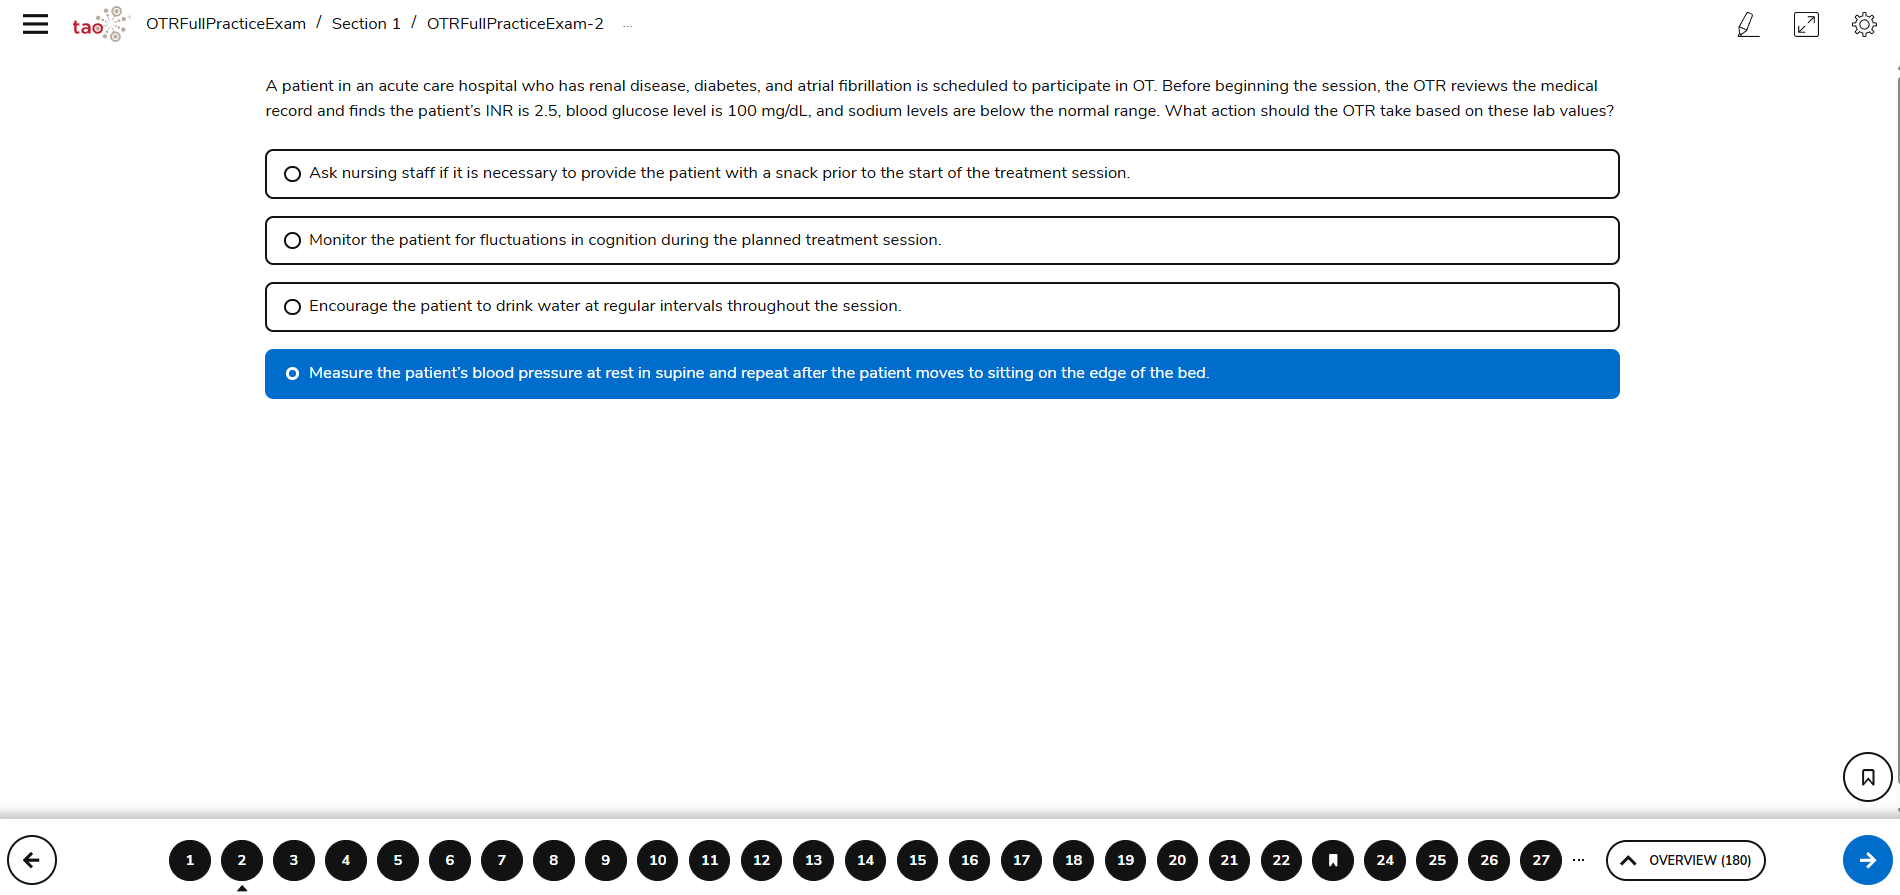 tao
OTRFullPracticeExam / Section 1 / OTRFullPracticeExam-2 ...
A patient in an acute care hospital who has renal disease, diabetes, and atrial fibrillation is scheduled to participate in OT. Before beginning the session, the OTR reviews the medical
record and finds the patient’s INR is 2.5, blood glucose level is 100 mg/dL, and sodium levels are below the normal range. What action should the OTR take based on these lab values?
Ask nursing staff if it is necessary to provide the patient with a snack prior to the start of the treatment session.
Monitor the patient for fluctuations in cognition during the planned treatment session.
Encourage the patient to drink water at regular intervals throughout the session.
Measure the patient’s blood pressure at rest in supine and repeat after the patient moves to sitting on the edge of the bed.
1 2 3 4 5 6 7 8 9 10 11 12 13 14 15 16 17 18 19 20 21 22 24 25 26 27 ... OVERVIEW (180)